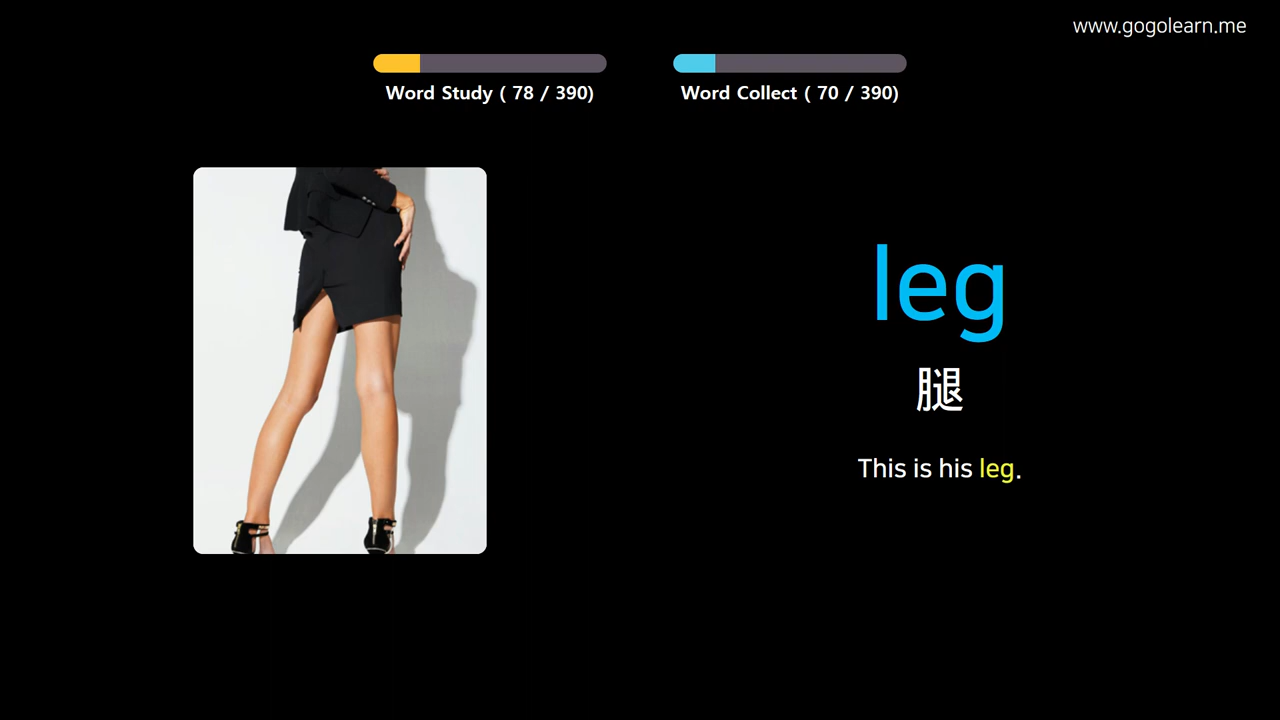 www.gogolearn.me
Word Study ( 78 / 390)
Word Collect ( 70 / 390)
leg
腿
This is his leg.